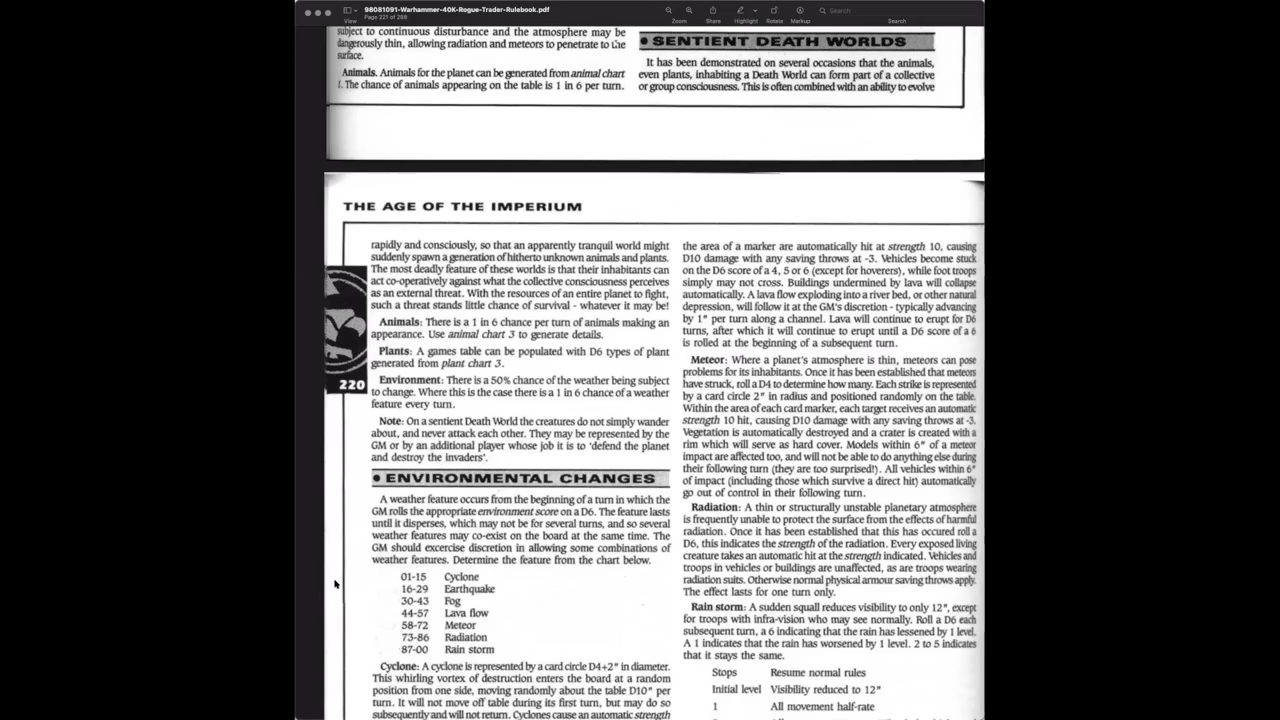 98081091-Warhammer-40K-Rogue-Trader-Rulebook.pdf
Page 221 of 288
View
Zoom
Share
Highlight
Rotate
Markup
Search
Search
subject to continuous disturbance and the atmosphere may be
dangerously thin, allowing radiation and meteors to penetrate to the
surface.
Animals. Animals for the planet can be generated from animal chart
1. The chance of animals appearing on the table is 1 in 6 per turn.
• SENTIENT DEATH WORLDS
It has been demonstrated on several occasions that the animals,
even plants, inhabiting a Death World can form part of a collective
or group consciousness. This is often combined with an ability to evolve
THE AGE OF THE IMPERIUM
rapidly and consciously, so that an apparently tranquil world might
suddenly spawn a generation of hitherto unknown animals and plants.
The most deadly feature of these worlds is that their inhabitants can
act co-operatively against what the collective consciousness perceives
as an external threat. With the resources of an entire planet to fight,
such a threat stands little chance of survival - whatever it may be!
Animals: There is a 1 in 6 chance per turn of animals making an
appearance. Use animal chart 3 to generate details.
Plants: A games table can be populated with D6 types of plant
generated from plant chart 3.
220
Environment: There is a 50% chance of the weather being subject
to change. Where this is the case there is a 1 in 6 chance of a weather
feature every turn.
Note: On a sentient Death World the creatures do not simply wander
about, and never attack each other. They may be represented by the
GM or by an additional player whose job it is to 'defend the planet
and destroy the invaders'.
• ENVIRONMENTAL CHANGES
A weather feature occurs from the beginning of a turn in which the
GM rolls the appropriate environment score on a D6. The feature lasts
until it disperses, which may not be for several turns, and so several
weather features may co-exist on the board at the same time. The
GM should excercise discretion in allowing some combinations of
weather features. Determine the feature from the chart below.
01-15 Cyclone
16-29 Earthquake
30-43 Fog
44-57 Lava flow
58-72 Meteor
73-86 Radiation
87-00 Rain storm
Cyclone: A cyclone is represented by a card circle D4+2" in diameter.
This whirling vortex of destruction enters the board at a random
position from one side, moving randomly about the table D10" per
turn. It will not move off table during its first turn, but may do so
subsequently and will not return. Cyclones cause an automatic strength
the area of a marker are automatically hit at strength 10, causing
D10 damage with any saving throws at -3. Vehicles become stuck
on the D6 score of a 4, 5 or 6 (except for hoverers), while foot troops
simply may not cross. Buildings undermined by lava will collapse
automatically. A lava flow exploding into a river bed, or other natural
depression, will follow it at the GM's discretion - typically advancing
by 1" per turn along a channel. Lava will continue to erupt for D6
turns, after which it will continue to erupt until a D6 score of a 6
is rolled at the beginning of a subsequent turn.
Meteor: Where a planet's atmosphere is thin, meteors can pose
problems for its inhabitants. Once it has been established that meteors
have struck, roll a D4 to determine how many. Each strike is represented
by a card circle 2" in radius and positioned randomly on the table.
Within the area of each card marker, each target receives an automatic
strength 10 hit, causing D10 damage with any saving throws at -3.
Vegetation is automatically destroyed and a crater is created with a
rim which will serve as hard cover. Models within 6" of a meteor
impact are affected too, and will not be able to do anything else during
their following turn (they are too surprised!). All vehicles within 6"
of impact (including those which survive a direct hit) automatically
go out of control in their following turn.
Radiation: A thin or structurally unstable planetary atmosphere
is frequently unable to protect the surface from the effects of harmful
radiation. Once it has been established that this has occured roll a
D6, this indicates the strength of the radiation. Every exposed living
creature takes an automatic hit at the strength indicated. Vehicles and
troops in vehicles or buildings are unaffected, as are troops wearing
radiation suits. Otherwise normal physical armour saving throws apply.
The effect lasts for one turn only.
Rain storm: A sudden squall reduces visibility to only 12", except
for troops with infra-vision who may see normally. Roll a D6 each
subsequent turn, a 6 indicating that the rain has lessened by 1 level.
A 1 indicates that the rain has worsened by 1 level. 2 to 5 indicates
that it stays the same.
Stops Resume normal rules
Initial level Visibility reduced to 12"
1 All movement half-rate